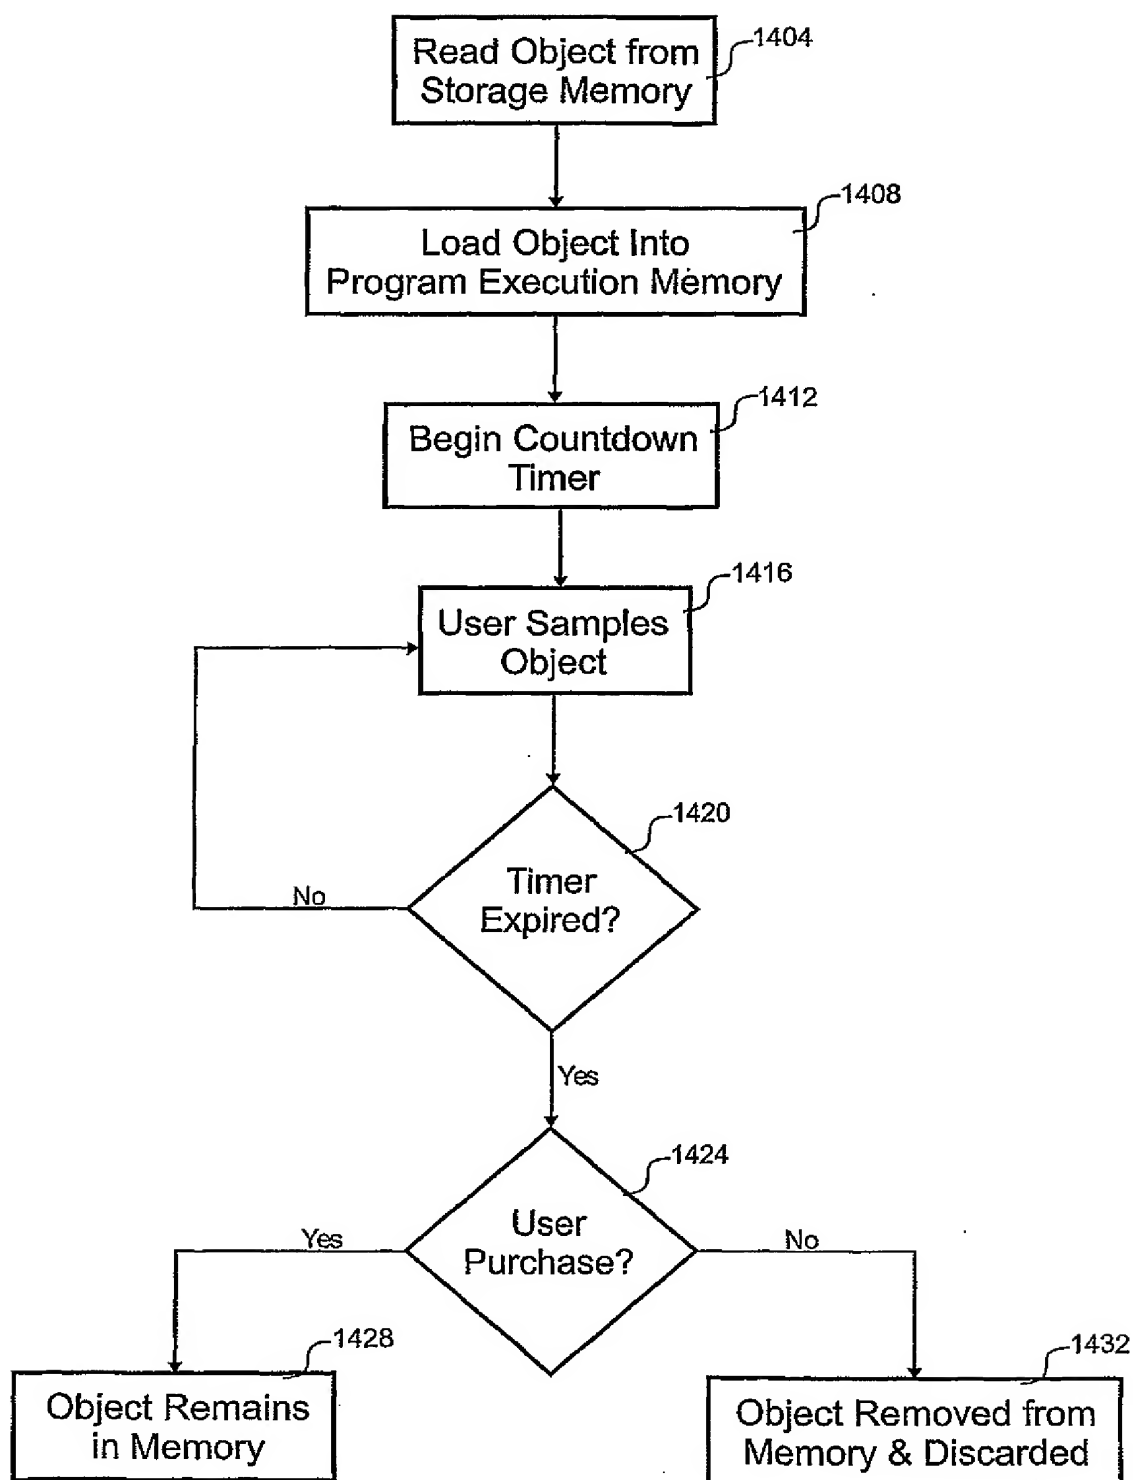 Read Object from
Storage Memory
1404
Load Object Into
Program Execution Memory
1408
Begin Countdown
Timer
1412
User Samples
Object
1416
Timer
Expired?
1420
No
Yes
User
Purchase?
1424
Yes
No
Object Remains
in Memory
1428
Object Removed from
Memory & Discarded
1432